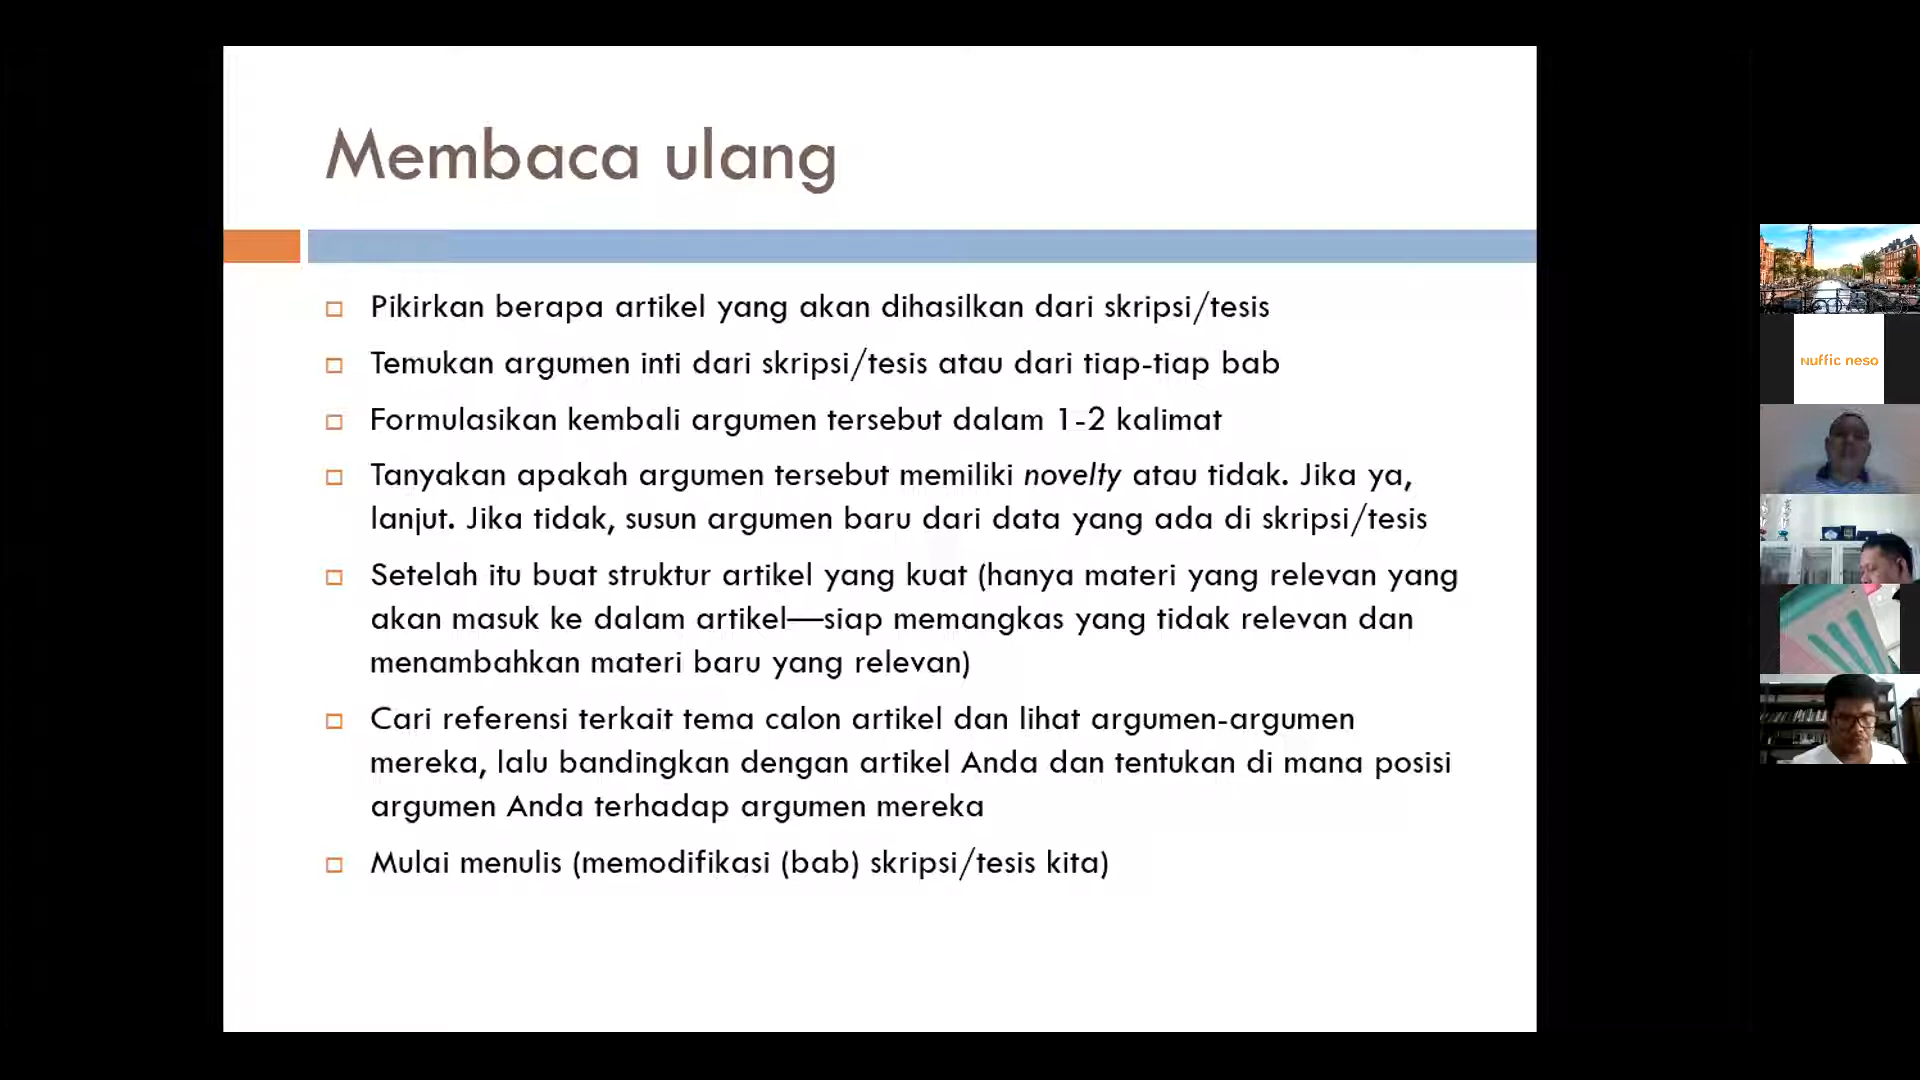 Membaca ulang
Pikirkan berapa artikel yang akan dihasilkan dari skripsi/tesis
Temukan argumen inti dari skripsi/tesis atau dari tiap-tiap bab
Formulasikan kembali argumen tersebut dalam 1-2 kalimat
Tanyakan apakah argumen tersebut memiliki novelty atau tidak. Jika ya,
lanjut. Jika tidak, susun argumen baru dari data yang ada di skripsi/tesis
Setelah itu buat struktur artikel yang kuat (hanya materi yang relevan yang
akan masuk ke dalam artikel—siap memangkas yang tidak relevan dan
menambahkan materi baru yang relevan)
Cari referensi terkait tema calon artikel dan lihat argumen-argumen
mereka, lalu bandingkan dengan artikel Anda dan tentukan di mana posisi
argumen Anda terhadap argumen mereka
Mulai menulis (memodifikasi (bab) skripsi/tesis kita)
nuffic neso